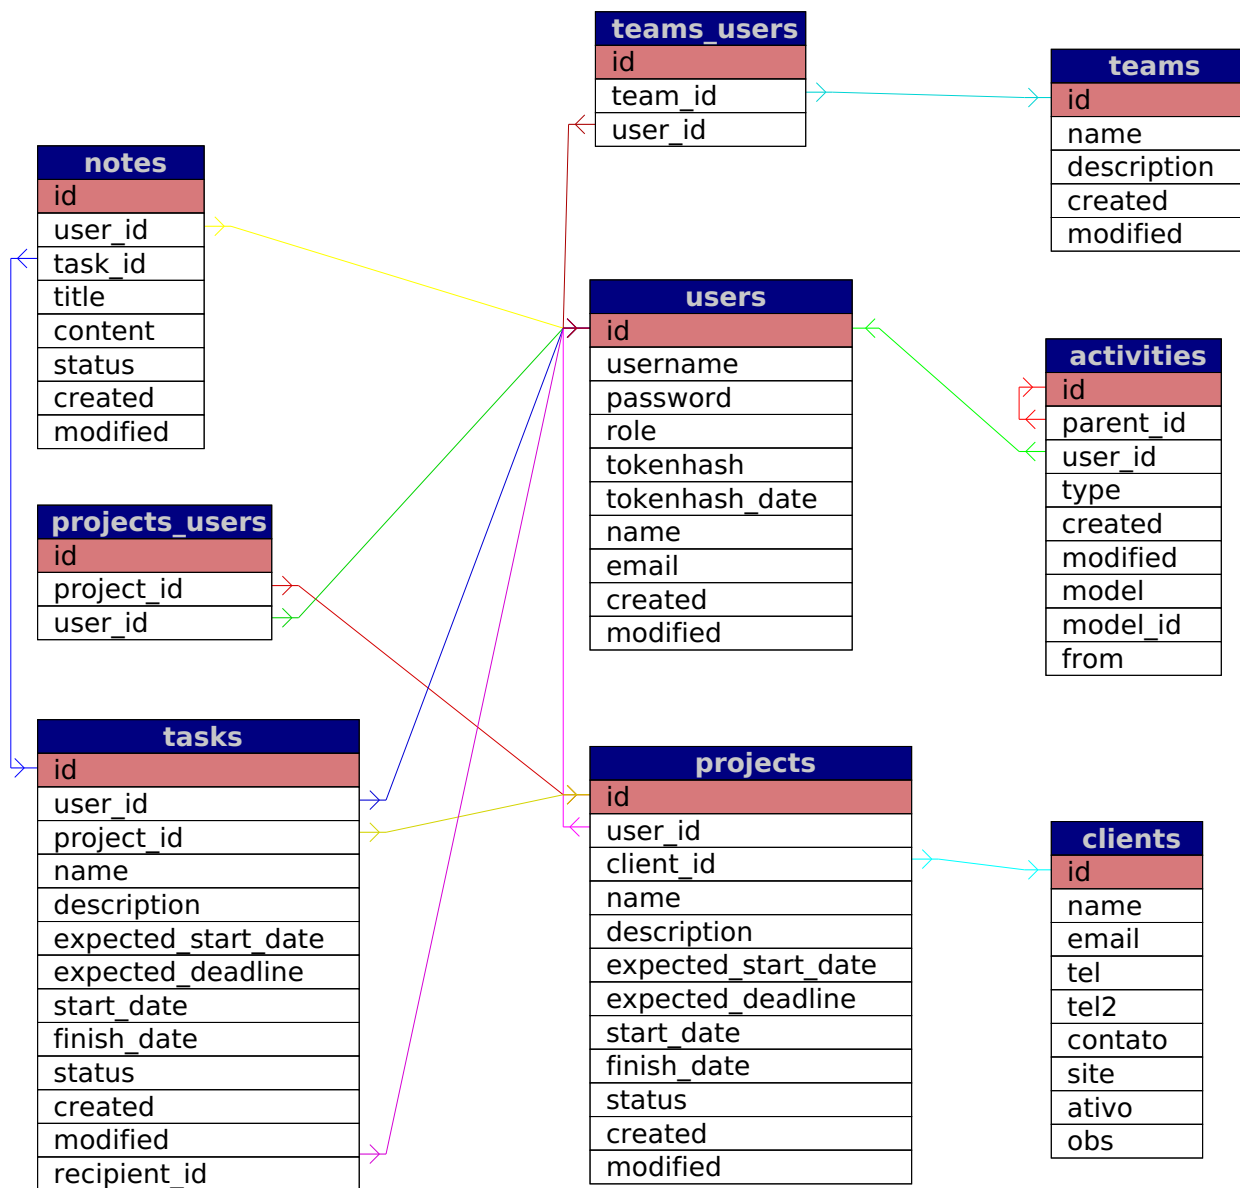 teams_users
id
team_id
user_id
teams
id
name
description
created
modified
notes
id
user_id
task_id
title
content
status
created
modified
users
id
username
password
role
tokenhash
tokenhash_date
name
email
created
modified
activities
id
parent_id
user_id
type
created
modified
model
model_id
from
projects_users
id
project_id
user_id
tasks
id
user_id
project_id
name
description
expected_start_date
expected_deadline
start_date
finish_date
status
created
modified
recipient_id
projects
id
user_id
client_id
name
description
expected_start_date
expected_deadline
start_date
finish_date
status
created
modified
clients
id
name
email
tel
tel2
contato
site
ativo
obs